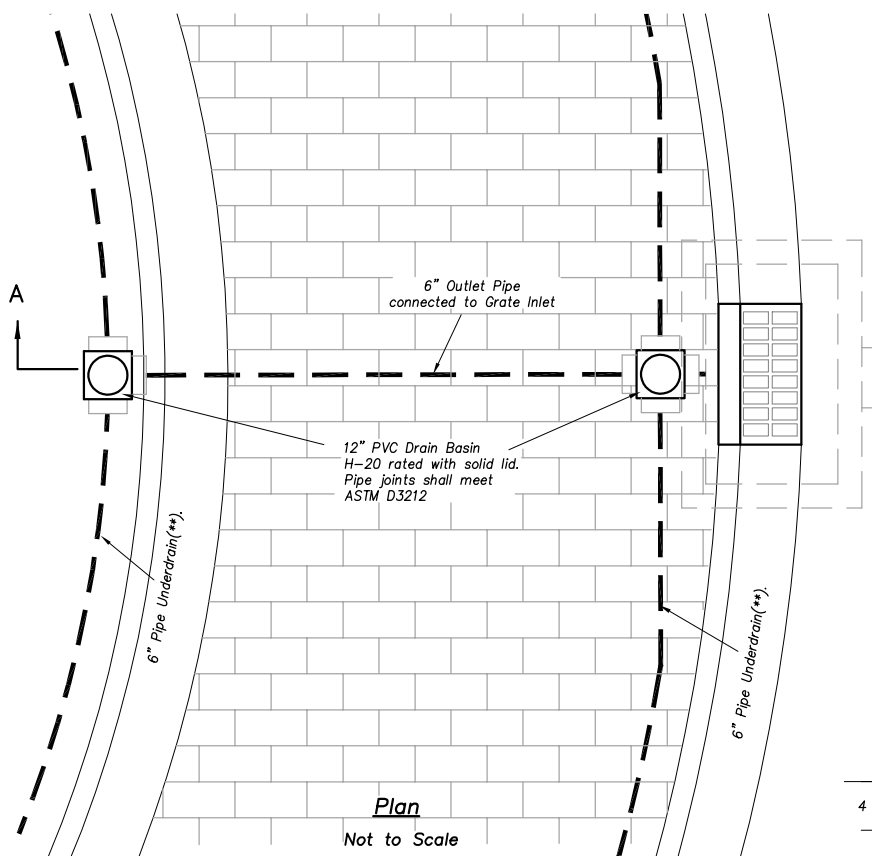 A
6" Outlet Pipe
connected to Grate Inlet
12" PVC Drain Basin
H-20 rated with solid lid.
Pipe joints shall meet
ASTM D3212
6" Pipe Underdrain(**).
6" Pipe Underdrain(**).
Plan
Not to Scale
4